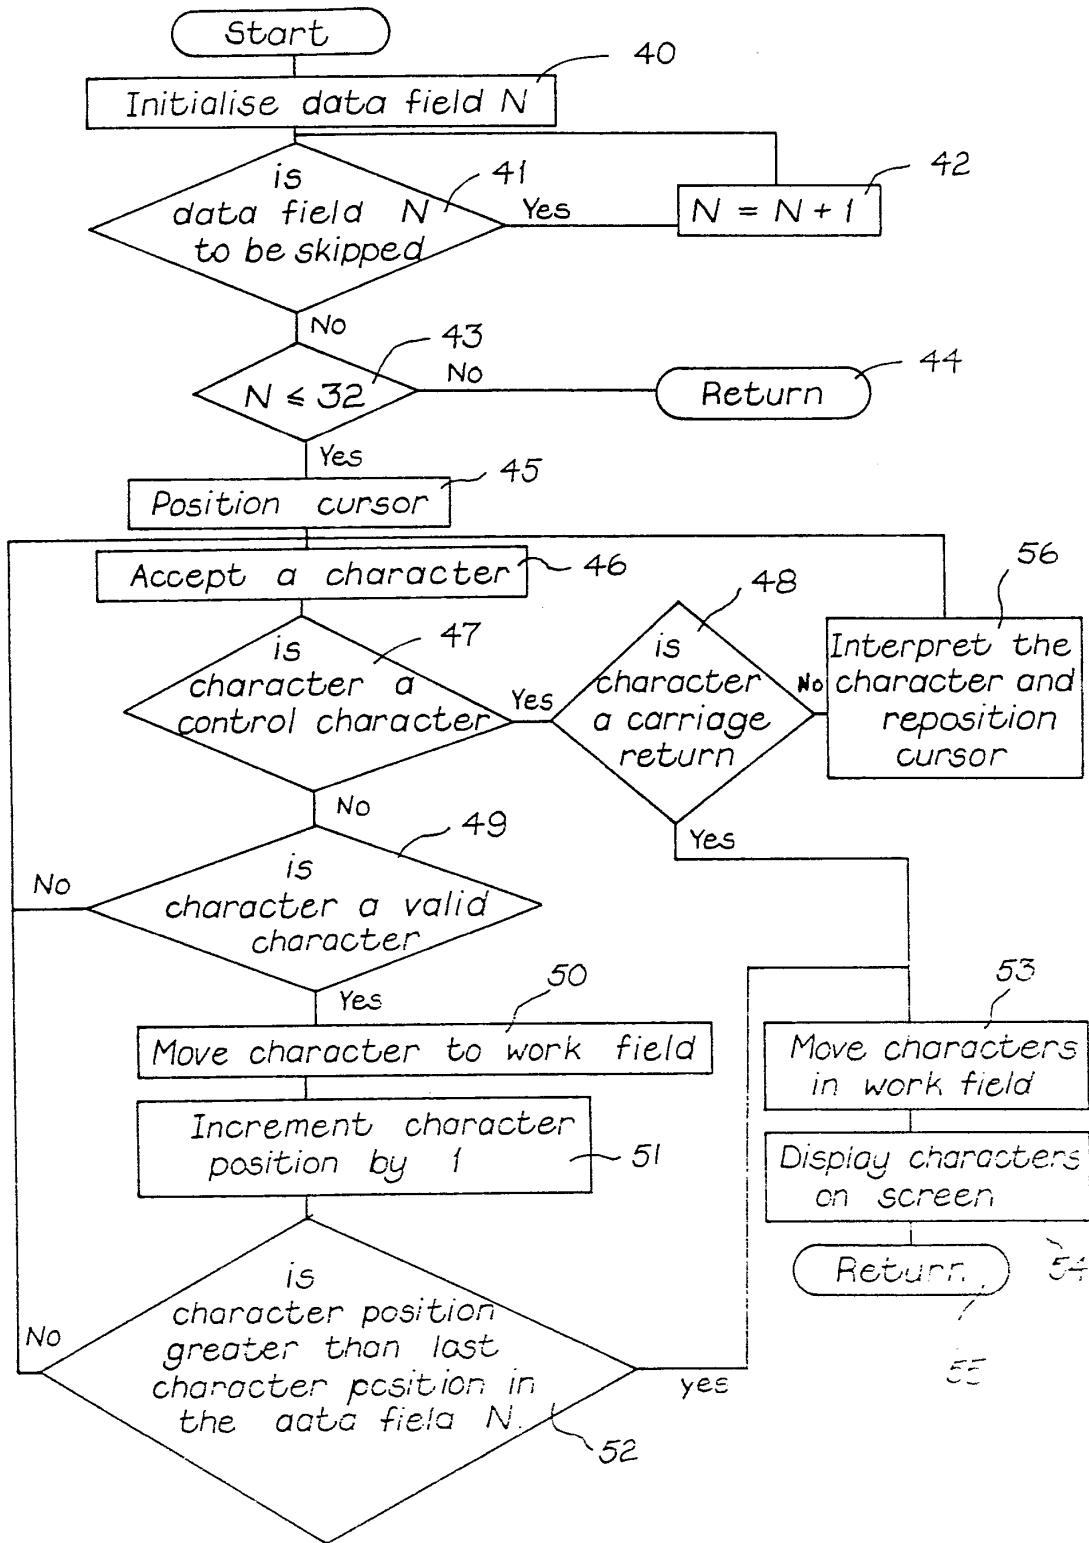 Start
40
Initialise data field N
is
data field N
to be skipped
41
Yes
42
N = N + 1
No
43
N ≤ 32
No
44
Return
Yes
45
Position cursor
Accept a character
46
is
character a
control character
47
Yes
48
is
character
a carriage
return
No
56
Interpret the
character and
reposition
cursor
No
Yes
49
is
character a valid
character
No
Yes
50
Move character to work field
Increment character
position by 1
51
is
character position
greater than last
character position in
the data field N.
52
No
yes
53
Move characters
in work field
Display characters
on screen
54
Return
55